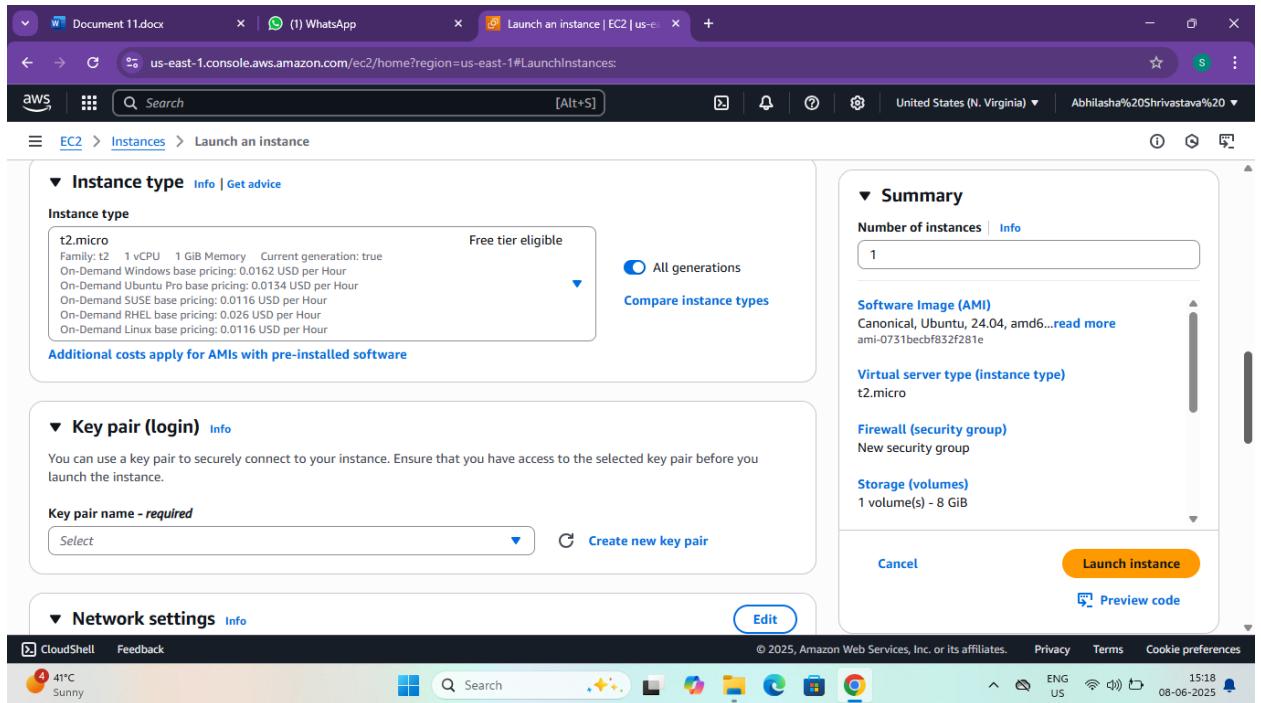 Document 11.docx
(1) WhatsApp
Launch an instance | EC2 | us-ea
us-east-1.console.aws.amazon.com/ec2/home?region=us-east-1#LaunchInstances:
S
aws
Search
[Alt+S]
United States (N. Virginia)
Abhilasha%20Shrivastava%20
EC2 > Instances > Launch an instance
Instance type Info | Get advice
Instance type
t2.micro
Free tier eligible
Family: t2 1 vCPU 1 GiB Memory Current generation: true
On-Demand Windows base pricing: 0.0162 USD per Hour
On-Demand Ubuntu Pro base pricing: 0.0134 USD per Hour
On-Demand SUSE base pricing: 0.0116 USD per Hour
On-Demand RHEL base pricing: 0.026 USD per Hour
On-Demand Linux base pricing: 0.0116 USD per Hour
All generations
Compare instance types
Additional costs apply for AMIs with pre-installed software
Key pair (login) Info
You can use a key pair to securely connect to your instance. Ensure that you have access to the selected key pair before you
launch the instance.
Key pair name - required
Select
Create new key pair
Network settings Info
Edit
Summary
Number of instances Info
1
Software Image (AMI)
Canonical, Ubuntu, 24.04, amd6...read more
ami-0731becbf832f281e
Virtual server type (instance type)
t2.micro
Firewall (security group)
New security group
Storage (volumes)
1 volume(s) - 8 GiB
Cancel
Launch instance
Preview code
CloudShell Feedback
© 2025, Amazon Web Services, Inc. or its affiliates. Privacy Terms Cookie preferences
4
41°C
Sunny
Search
ENG
US
15:18
08-06-2025